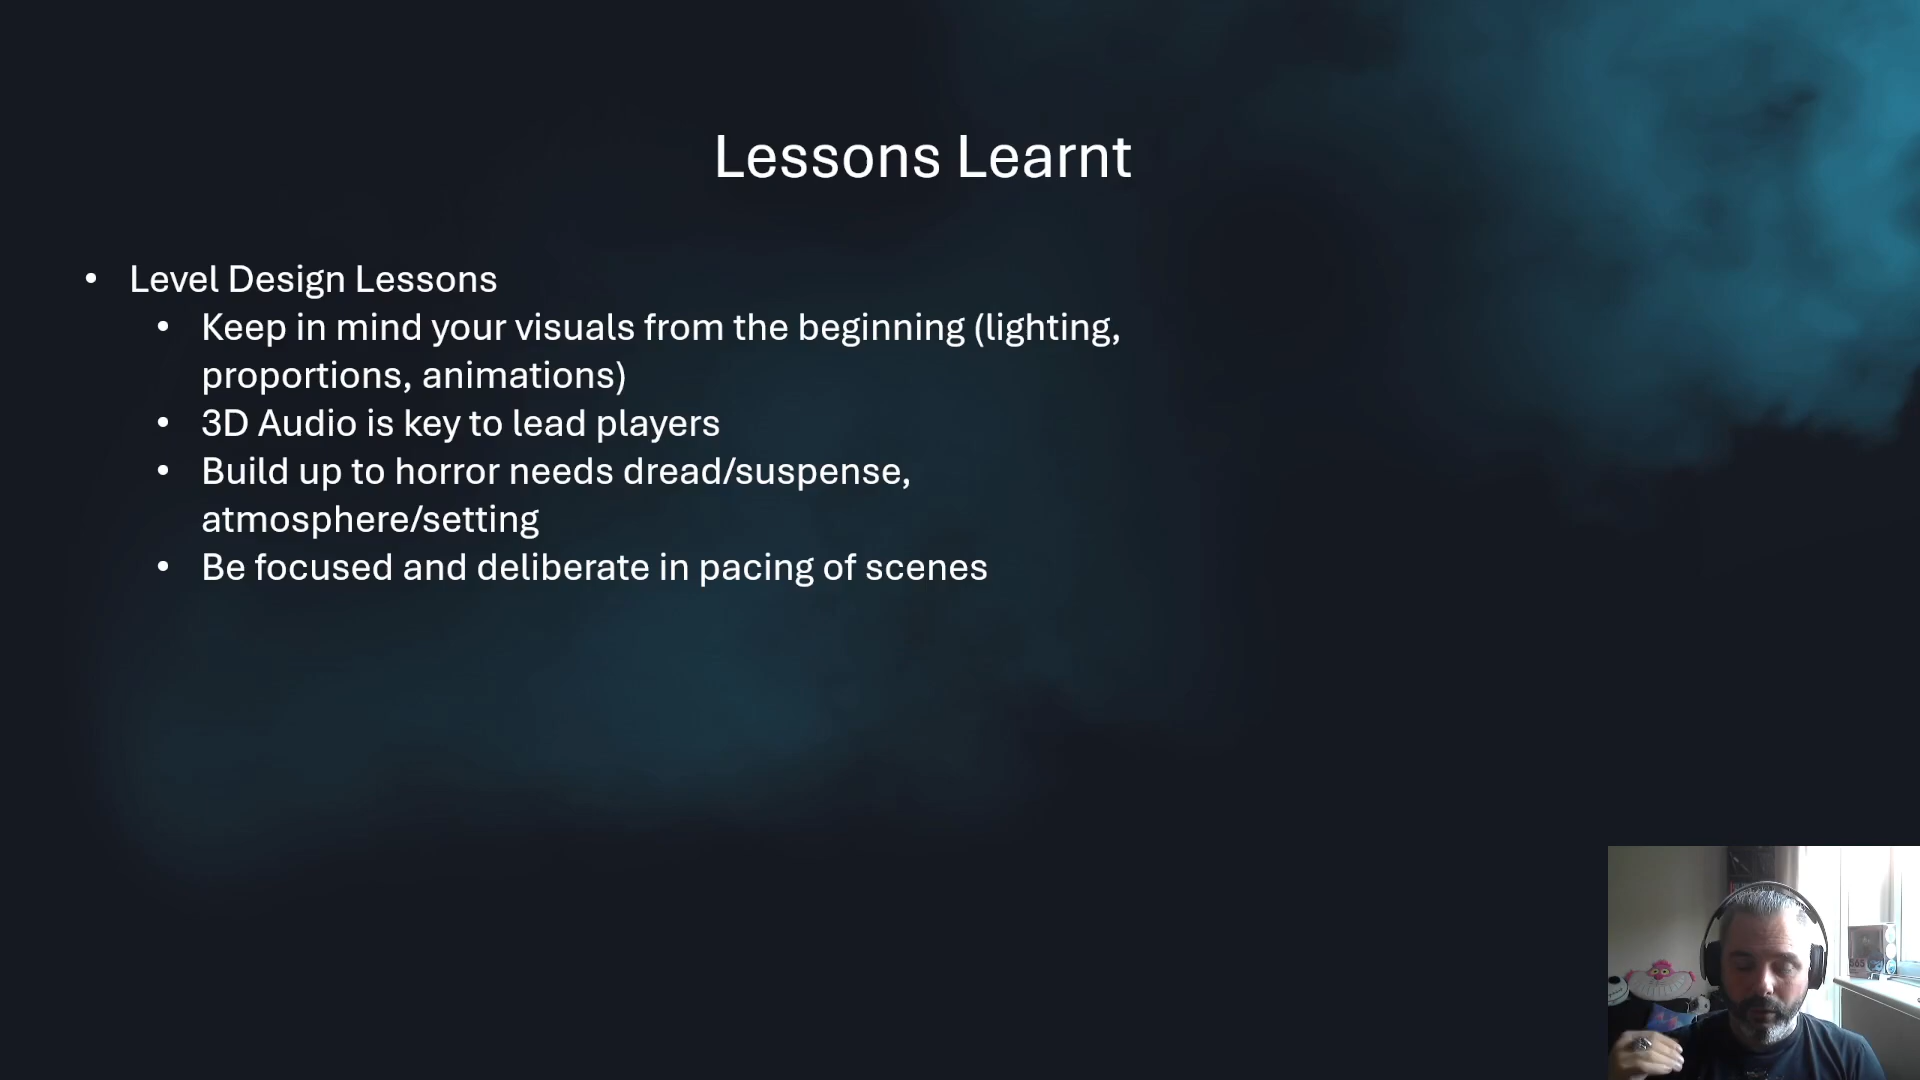 Lessons Learnt
• Level Design Lessons
• Keep in mind your visuals from the beginning (lighting,
proportions, animations)
• 3D Audio is key to lead players
• Build up to horror needs dread/suspense,
atmosphere/setting
• Be focused and deliberate in pacing of scenes